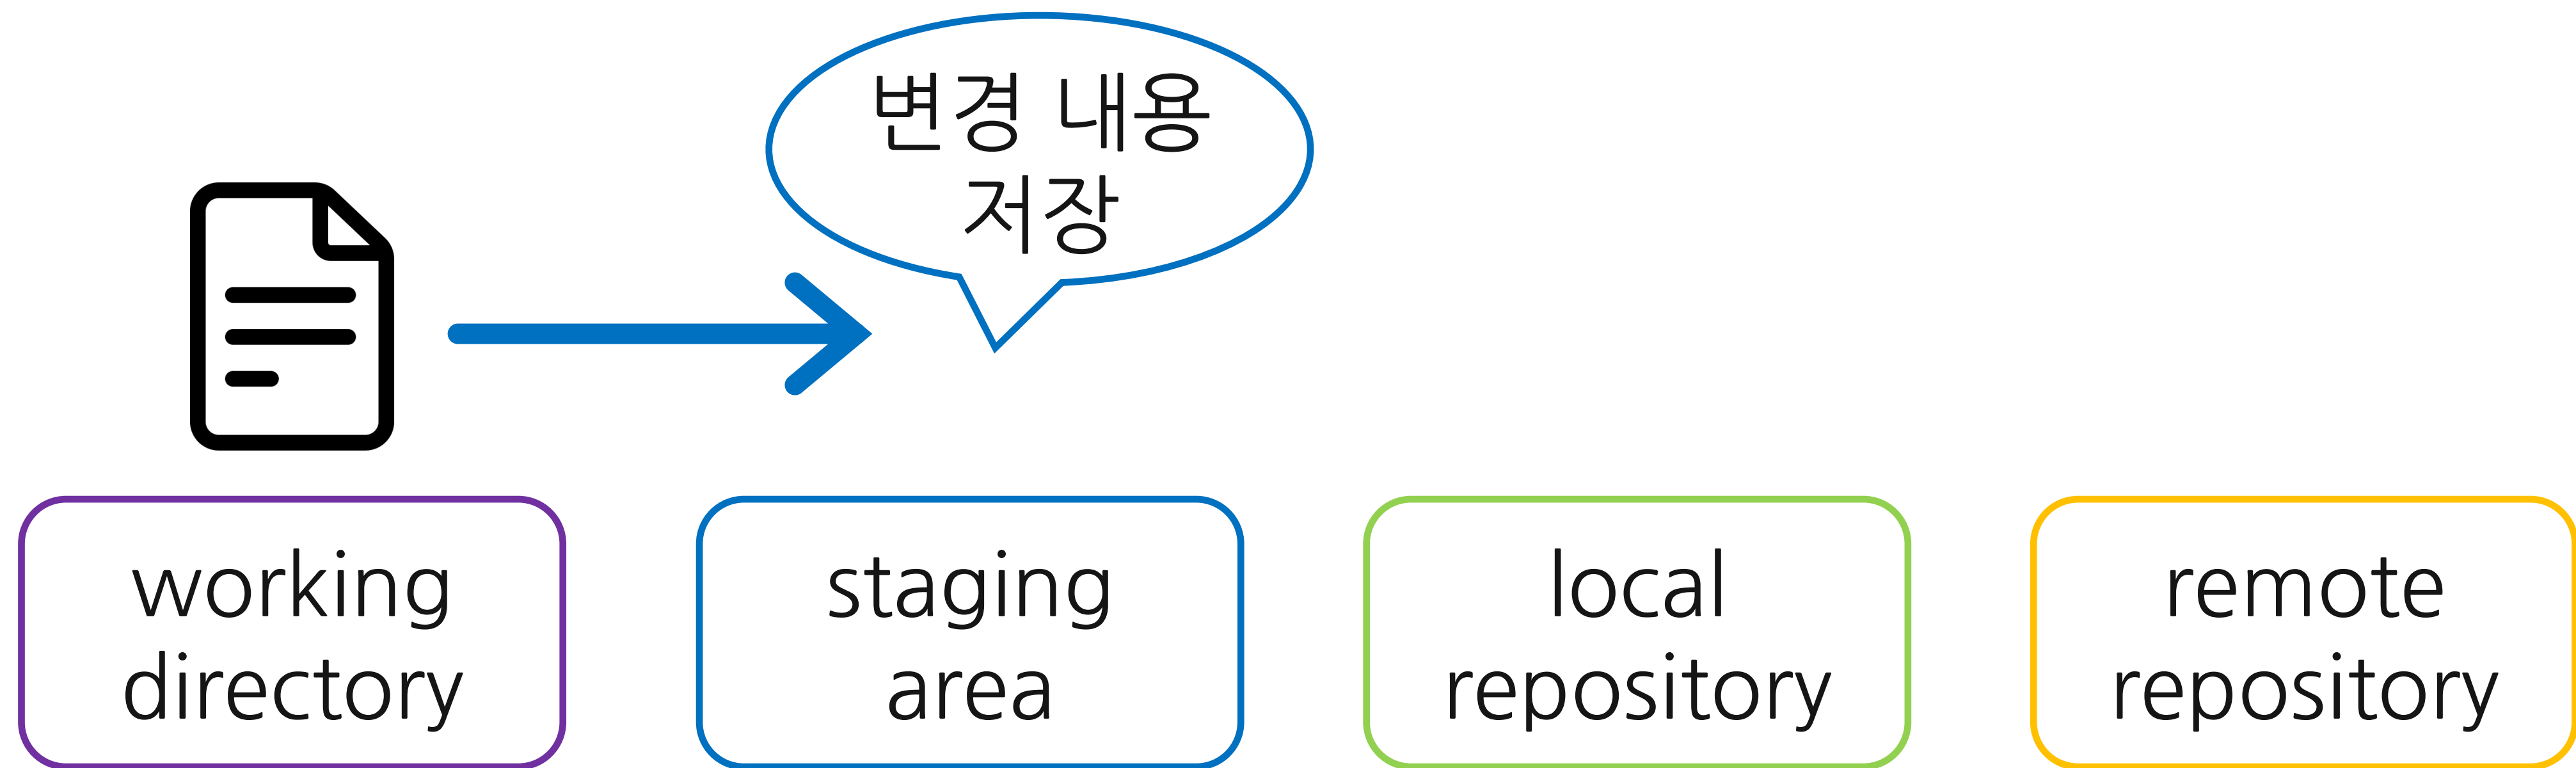 변경 내용
저장
working
directory
staging
area
local
repository
remote
repository